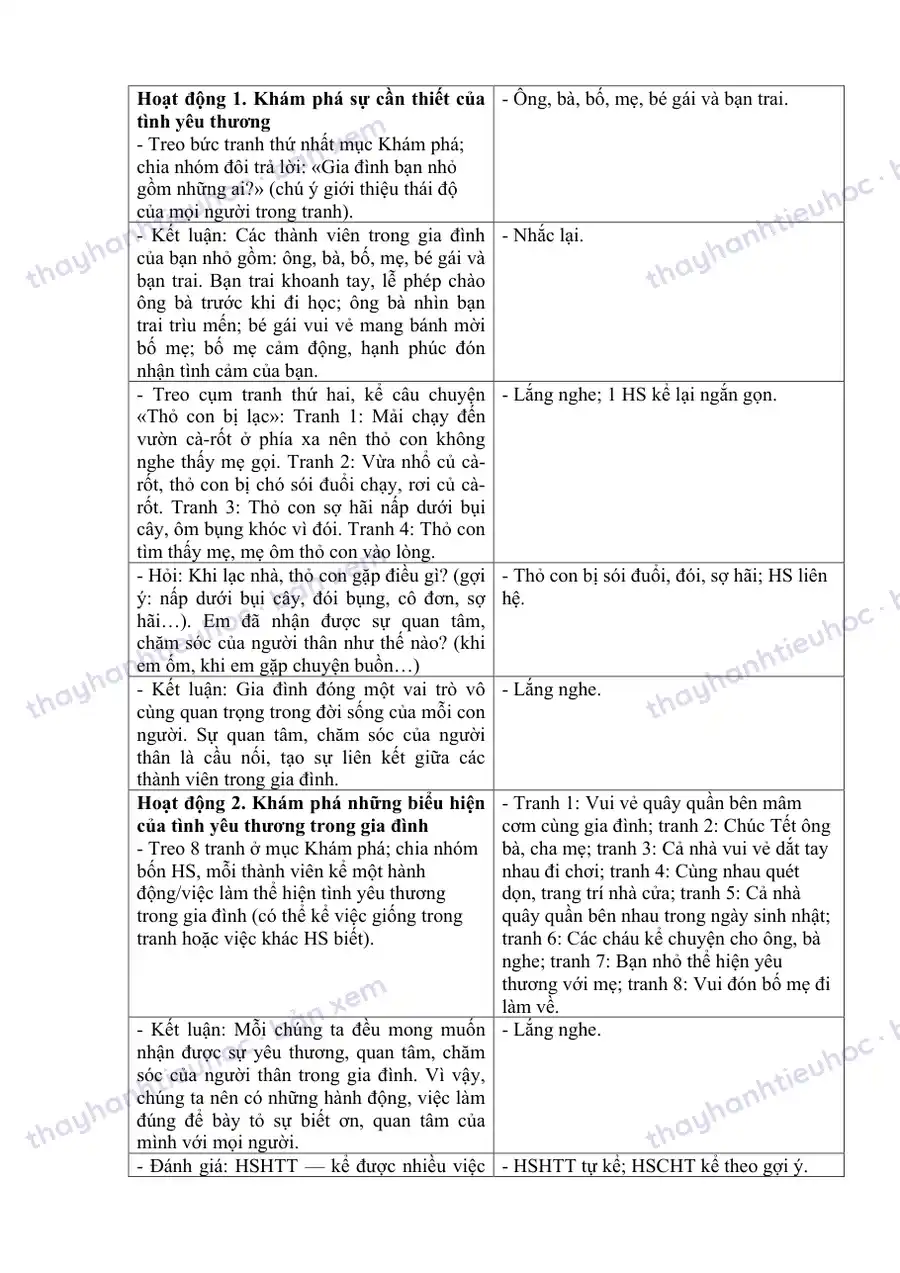 Hoạt động 1. Khám phá sự cần thiết của
tình yêu thương
- Treo bức tranh thứ nhất mục Khám phá;
chia nhóm đôi trả lời: «Gia đình bạn nhỏ
gồm những ai?» (chú ý giới thiệu thái độ
của mọi người trong tranh).
- Ông, bà, bố, mẹ, bé gái và bạn trai.
- Kết luận: Các thành viên trong gia đình
của bạn nhỏ gồm: ông, bà, bố, mẹ, bé gái và
bạn trai. Bạn trai khoanh tay, lễ phép chào
ông bà trước khi đi học; ông bà nhìn bạn
trai trìu mến; bé gái vui vẻ mang bánh mời
bố mẹ; bố mẹ cảm động, hạnh phúc đón
nhận tình cảm của bạn.
- Nhắc lại.
- Treo cụm tranh thứ hai, kể câu chuyện
«Thỏ con bị lạc»: Tranh 1: Mải chạy đến
vườn cà-rốt ở phía xa nên thỏ con không
nghe thấy mẹ gọi. Tranh 2: Vừa nhổ củ cà-
rốt, thỏ con bị chó sói đuổi chạy, rơi củ cà-
rốt. Tranh 3: Thỏ con sợ hãi nấp dưới bụi
cây, ôm bụng khóc vì đói. Tranh 4: Thỏ con
tìm thấy mẹ, mẹ ôm thỏ con vào lòng.
- Lắng nghe; 1 HS kể lại ngắn gọn.
- Hỏi: Khi lạc nhà, thỏ con gặp điều gì? (gợi
ý: nấp dưới bụi cây, đói bụng, cô đơn, sợ
hãi…). Em đã nhận được sự quan tâm,
chăm sóc của người thân như thế nào? (khi
em ốm, khi em gặp chuyện buồn…)
- Thỏ con bị sói đuổi, đói, sợ hãi; HS liên
hệ.
- Kết luận: Gia đình đóng một vai trò vô
cùng quan trọng trong đời sống của mỗi con
người. Sự quan tâm, chăm sóc của người
thân là cầu nối, tạo sự liên kết giữa các
thành viên trong gia đình.
- Lắng nghe.
Hoạt động 2. Khám phá những biểu hiện
của tình yêu thương trong gia đình
- Treo 8 tranh ở mục Khám phá; chia nhóm
bốn HS, mỗi thành viên kể một hành
động/việc làm thể hiện tình yêu thương
trong gia đình (có thể kể việc giống trong
tranh hoặc việc khác HS biết).
- Tranh 1: Vui vẻ quây quần bên mâm
cơm cùng gia đình; tranh 2: Chúc Tết ông
bà, cha mẹ; tranh 3: Cả nhà vui vẻ dắt tay
nhau đi chơi; tranh 4: Cùng nhau quét
dọn, trang trí nhà cửa; tranh 5: Cả nhà
quây quần bên nhau trong ngày sinh nhật;
tranh 6: Các cháu kể chuyện cho ông, bà
nghe; tranh 7: Bạn nhỏ thể hiện yêu
thương với mẹ; tranh 8: Vui đón bố mẹ đi
làm về.
- Kết luận: Mỗi chúng ta đều mong muốn
nhận được sự yêu thương, quan tâm, chăm
sóc của người thân trong gia đình. Vì vậy,
chúng ta nên có những hành động, việc làm
đúng để bày tỏ sự biết ơn, quan tâm của
mình với mọi người.
- Lắng nghe.
- Đánh giá: HSHTT — kể được nhiều việc
- HSHTT tự kể; HSCHT kể theo gợi ý.
thayhanhtieuhoc · bản xem
thayhanhtieuhoc · b
thayhanhtieuhoc · bản xem
thayhanhtieuhoc · b
thayhanhtieuhoc · bản xem
thayhanhtieuhoc · b